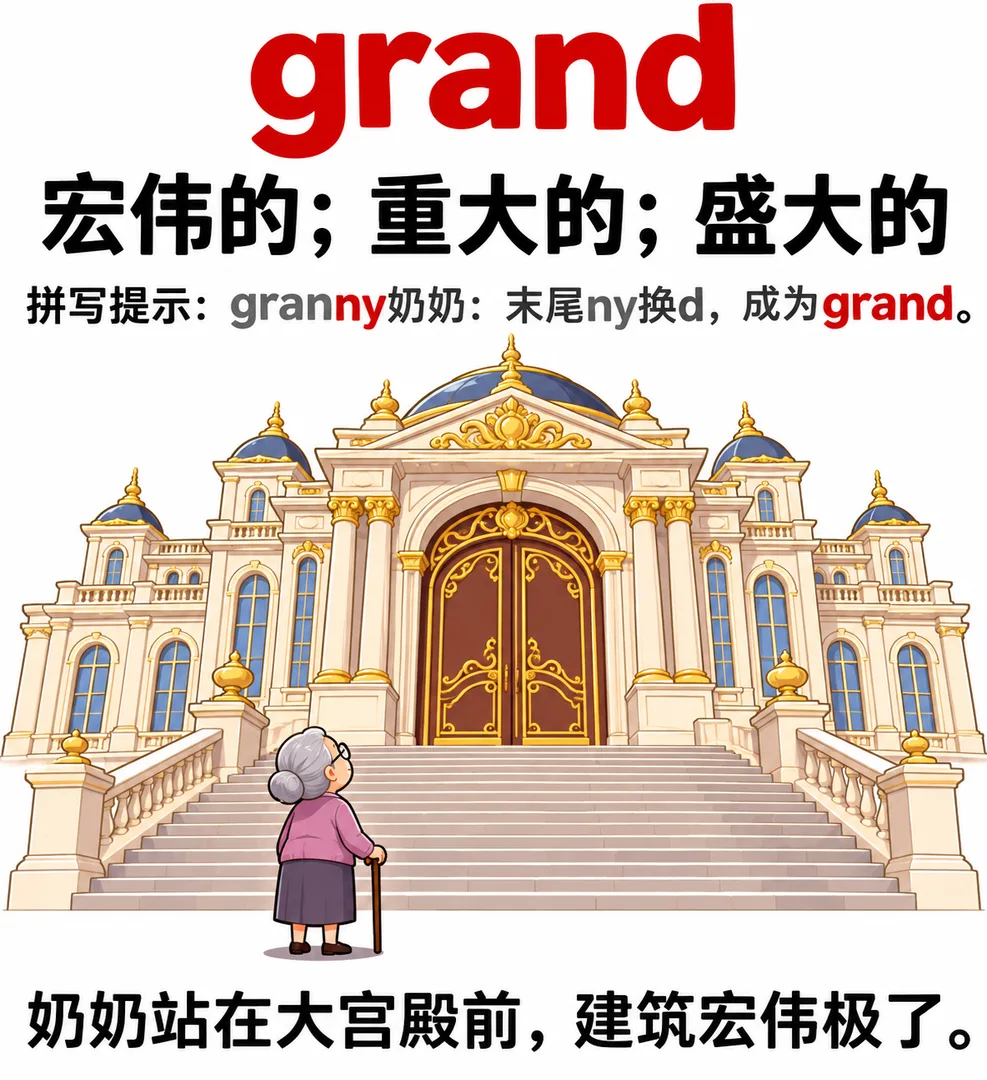 grand
宏伟的；重大的；盛大的
拼写提示：granny奶奶：末尾ny换d，成为grand。
奶奶站在大宫殿前，建筑宏伟极了。